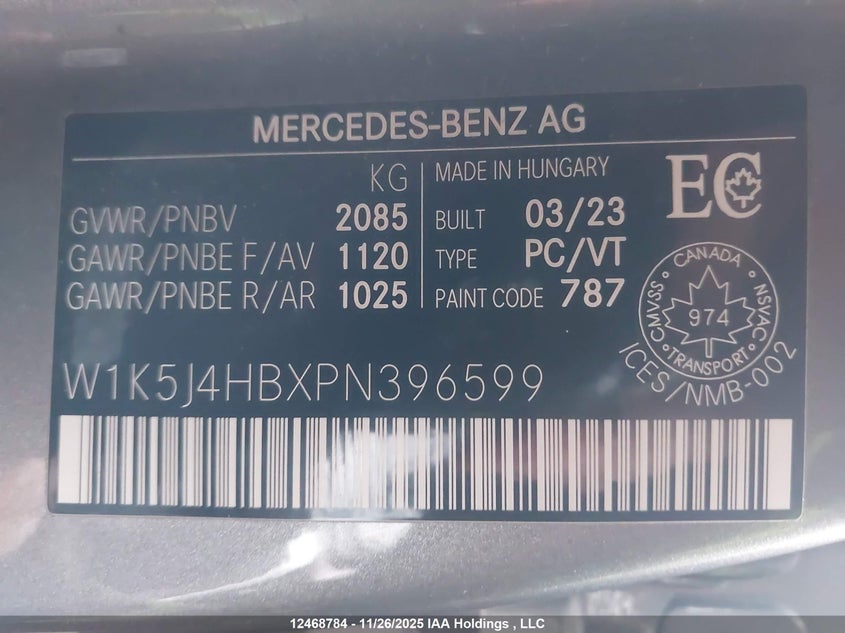 MERCEDES-BENZ AG
KG
GVWR/PNBV 2085
GAWR/PNBE F/AV 1120
GAWR/PNBE R/AR 1025
MADE IN HUNGARY
BUILT 03/23
TYPE PC/VT
PAINT CODE 787
EC
CANADA
CMVSS 974 NSVAC
TRANSPORT
ICES/NMB-002
W1K5J4HBXPN396599
12468784 - 11/26/2025 IAA Holdings , LLC